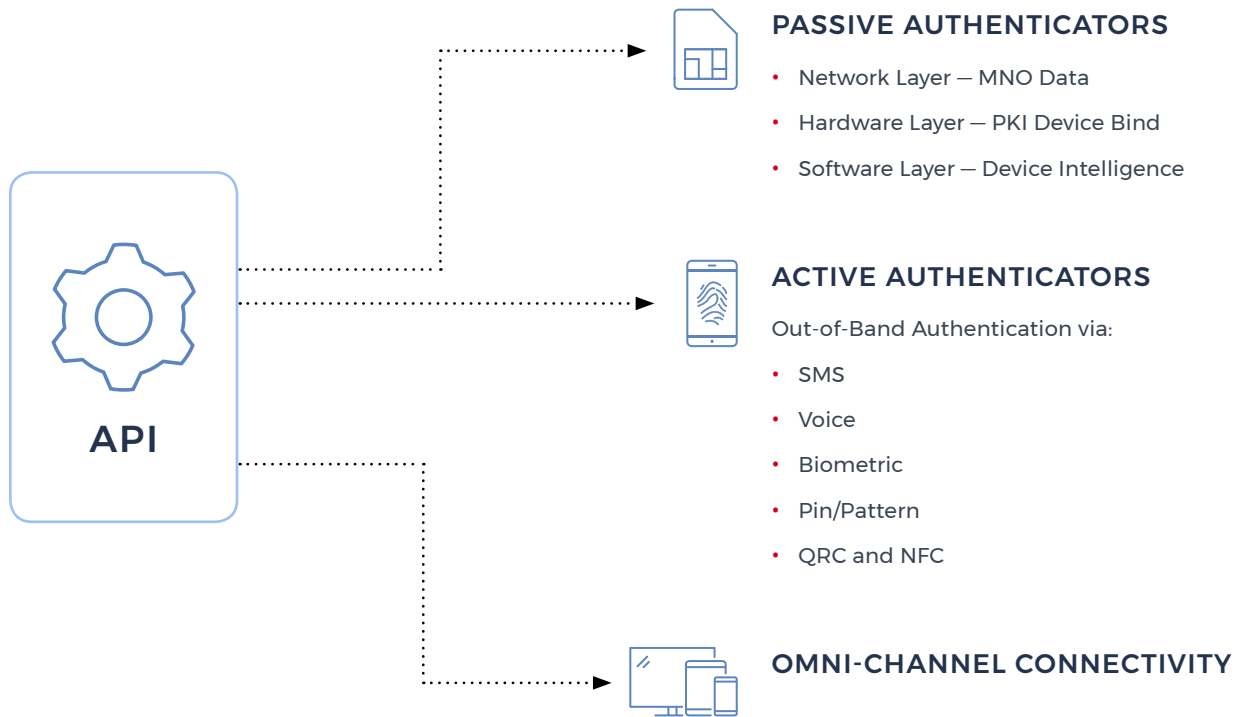 API
PASSIVE AUTHENTICATORS
• Network Layer — MNO Data
• Hardware Layer — PKI Device Bind
• Software Layer — Device Intelligence
ACTIVE AUTHENTICATORS
Out-of-Band Authentication via:
• SMS
• Voice
• Biometric
• Pin/Pattern
• QRC and NFC
OMNI-CHANNEL CONNECTIVITY